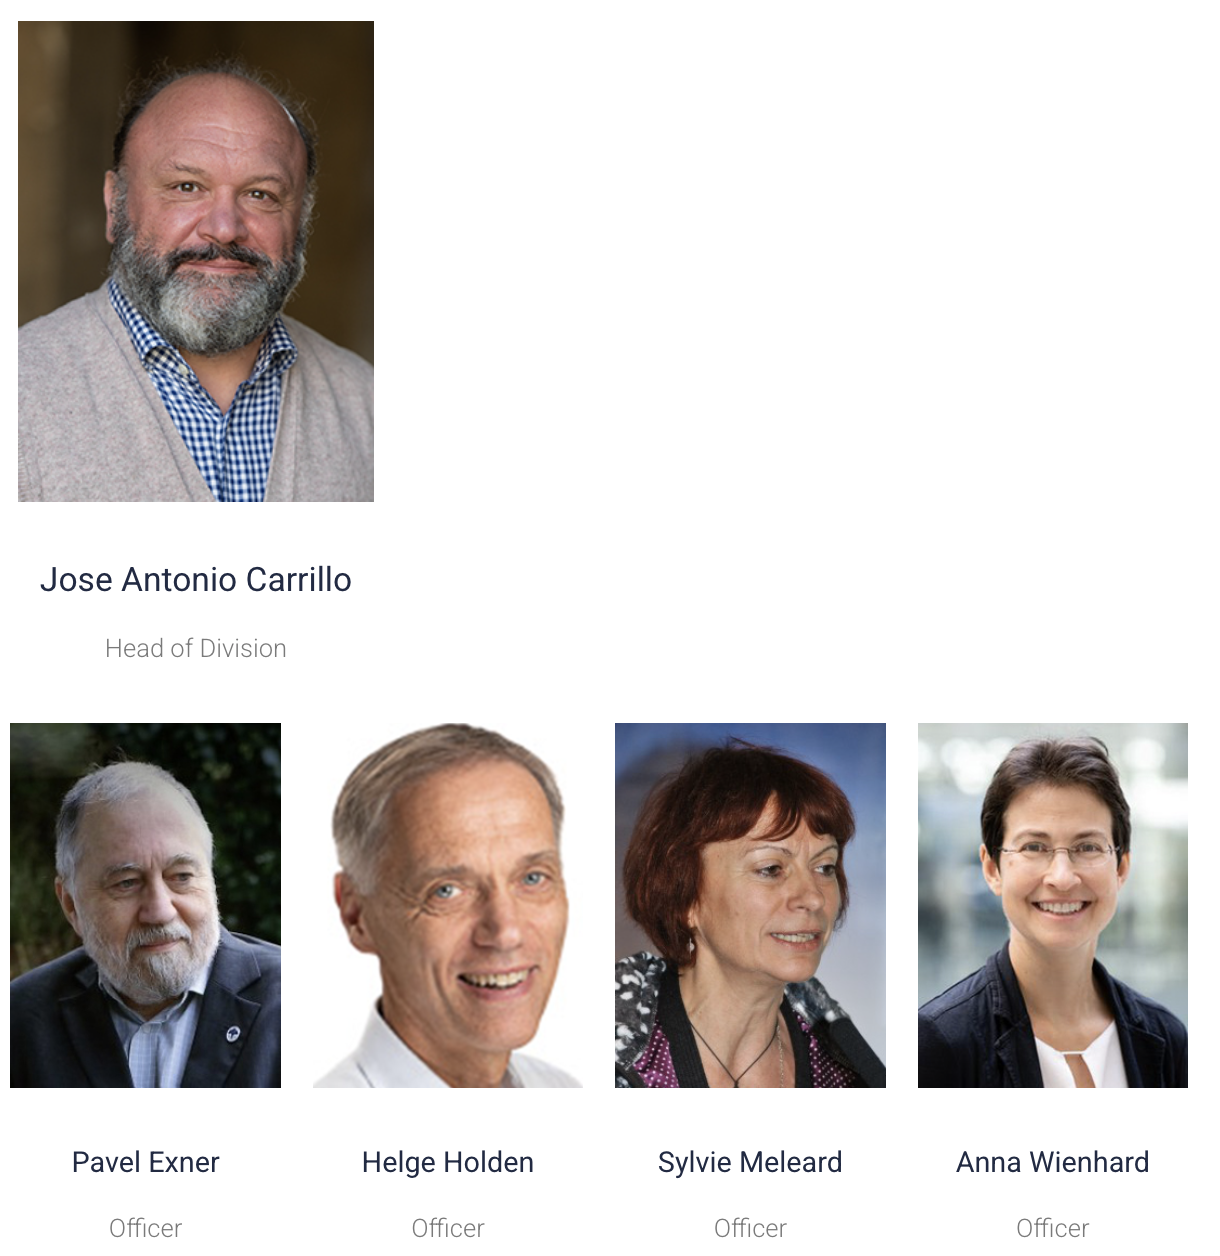 Jose Antonio Carrillo
Head of Division
Pavel Exner
Helge Holden
Sylvie Meleard
Anna Wienhard
Officer
Officer
Officer
Officer